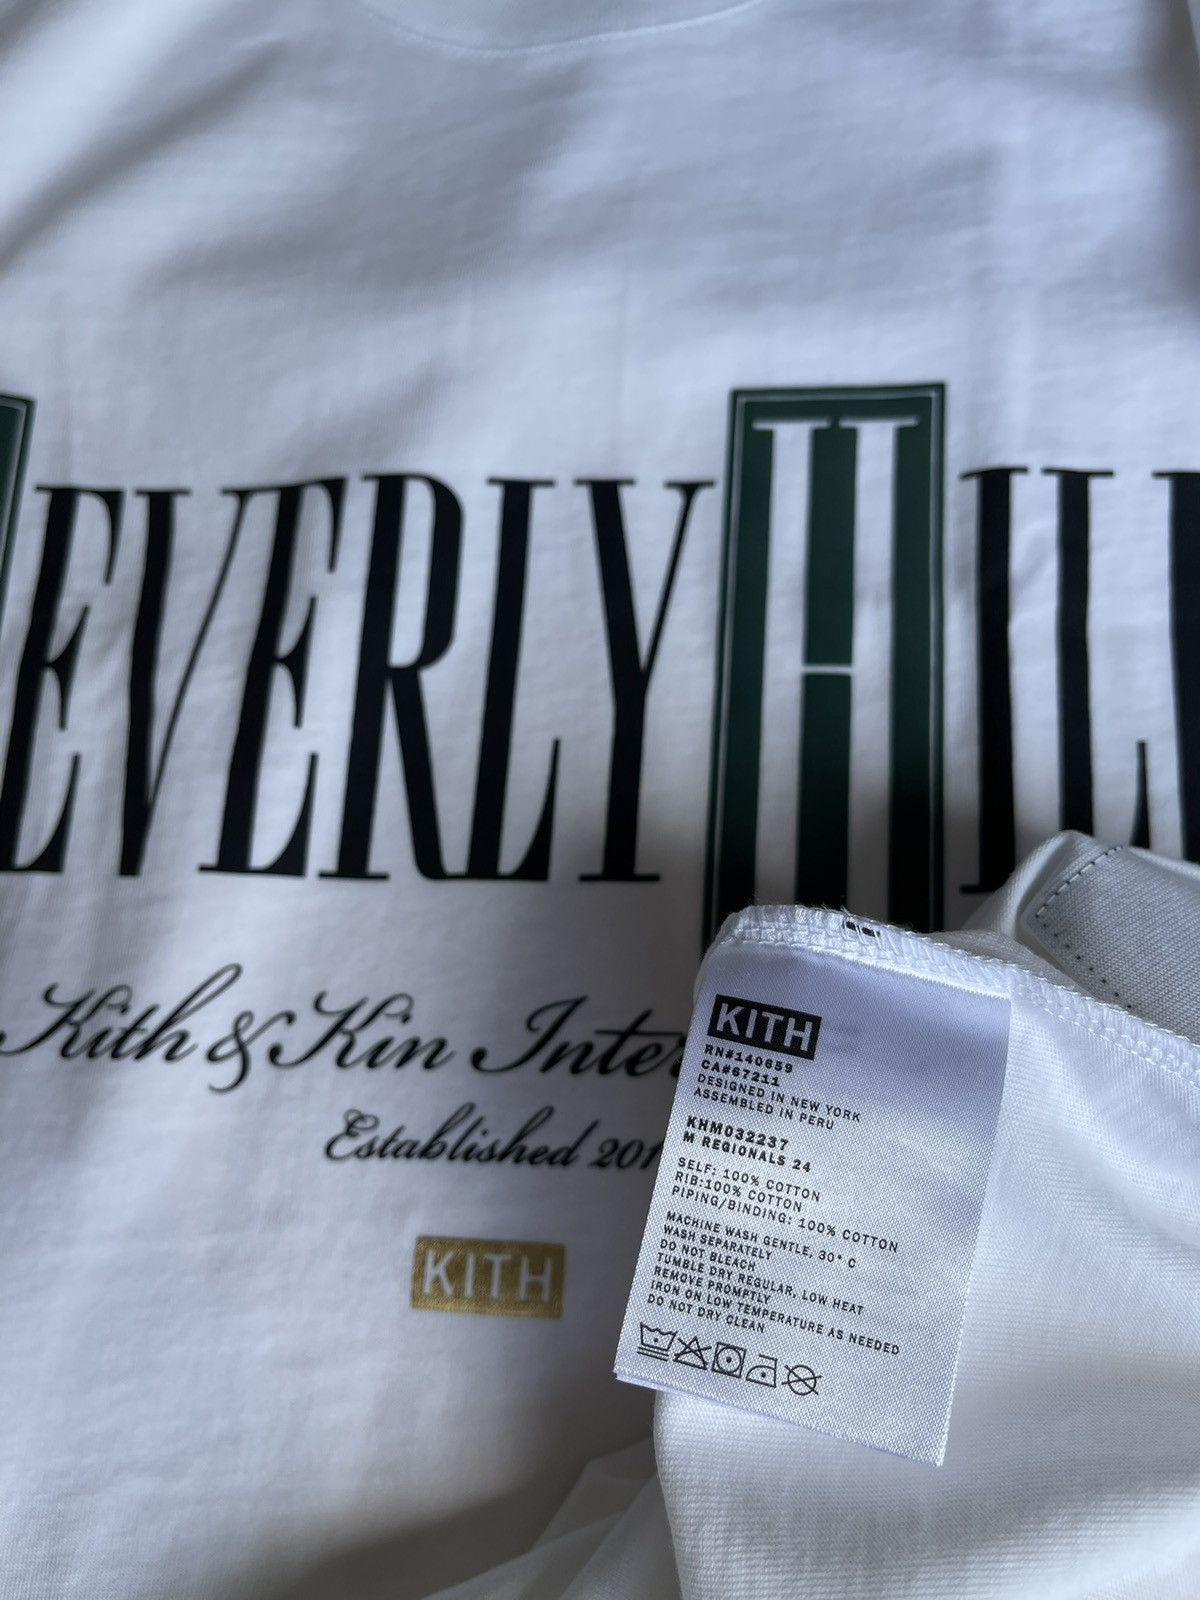 EVERLY HILL
Kith & Kin Inter
Established 201
KITH
KITH
RN#140659
CA#67211
DESIGNED IN NEW YORK
ASSEMBLED IN PERU
KHM032237
M REGIONALS 24
SELF: 100% COTTON
RIB:100% COTTON
PIPING/BINDING: 100% COTTON
MACHINE WASH GENTLE, 30° C
WASH SEPARATELY
DO NOT BLEACH
TUMBLE DRY REGULAR, LOW HEAT
REMOVE PROMPTLY
IRON ON LOW TEMPERATURE AS NEEDED
DO NOT DRY CLEAN